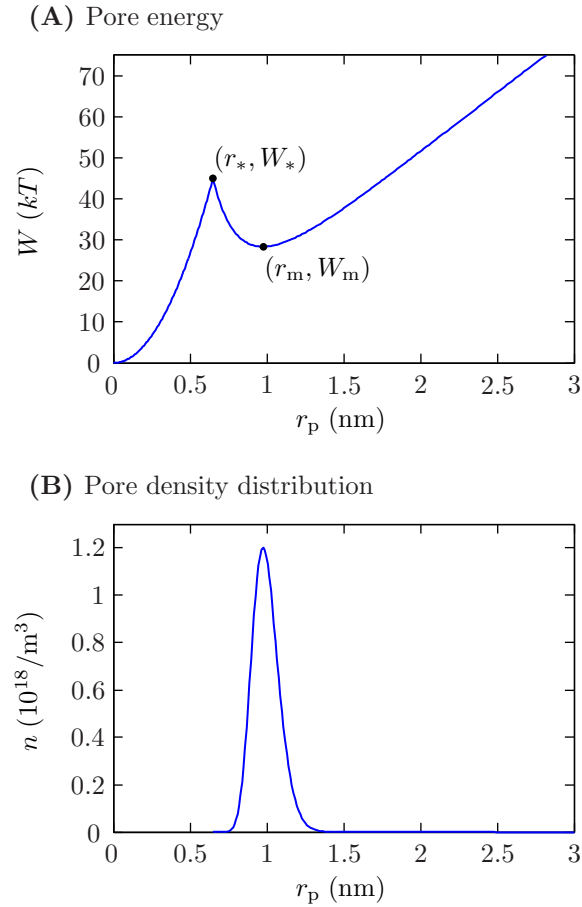 (A) Pore energy
70
60
50
40
30
20
10
0
W (kT)
(r*, W*)
(rm, Wm)
0 0.5 1 1.5 2 2.5 3
rp (nm)
(B) Pore density distribution
1.2
1
0.8
0.6
0.4
0.2
0
n (10^18/m^3)
0 0.5 1 1.5 2 2.5 3
rp (nm)